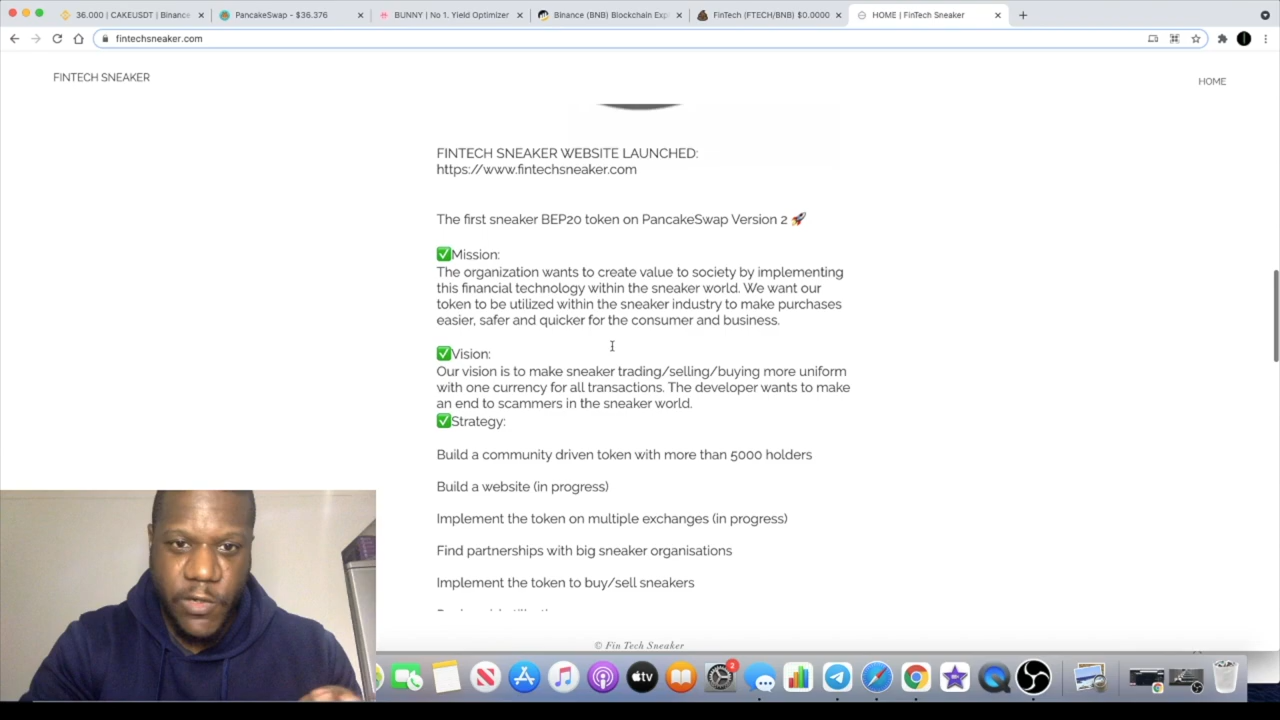 36.000 | CAKEUSDT | Binance
PancakeSwap - $36.376
BUNNY | No 1. Yield Optimizer
Binance (BNB) Blockchain Exp
FinTech (FTECH/BNB) $0.0000
HOME | FinTech Sneaker
fintechsneaker.com
FINTECH SNEAKER
HOME
FINTECH SNEAKER WEBSITE LAUNCHED:
https://www.fintechsneaker.com
The first sneaker BEP20 token on PancakeSwap Version 2 🚀
✅Mission:
The organization wants to create value to society by implementing
this financial technology within the sneaker world. We want our
token to be utilized within the sneaker industry to make purchases
easier, safer and quicker for the consumer and business.
✅Vision:
Our vision is to make sneaker trading/selling/buying more uniform
with one currency for all transactions. The developer wants to make
an end to scammers in the sneaker world.
✅Strategy:
Build a community driven token with more than 5000 holders
Build a website (in progress)
Implement the token on multiple exchanges (in progress)
Find partnerships with big sneaker organisations
Implement the token to buy/sell sneakers
© Fin Tech Sneaker
tv
2